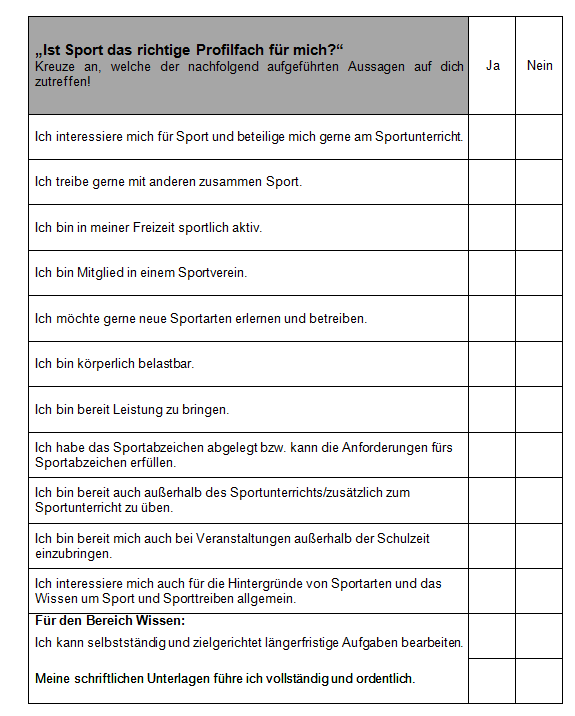 „Ist Sport das richtige Profilfach für mich?“
Kreuze an, welche der nachfolgend aufgeführten Aussagen auf dich
zutreffen!
Ja
Nein
Ich interessiere mich für Sport und beteilige mich gerne am Sportunterricht.
Ich treibe gerne mit anderen zusammen Sport.
Ich bin in meiner Freizeit sportlich aktiv.
Ich bin Mitglied in einem Sportverein.
Ich möchte gerne neue Sportarten erlernen und betreiben.
Ich bin körperlich belastbar.
Ich bin bereit Leistung zu bringen.
Ich habe das Sportabzeichen abgelegt bzw. kann die Anforderungen fürs
Sportabzeichen erfüllen.
Ich bin bereit auch außerhalb des Sportunterrichts/zusätzlich zum
Sportunterricht zu üben.
Ich bin bereit mich auch bei Veranstaltungen außerhalb der Schulzeit
einzubringen.
Ich interessiere mich auch für die Hintergründe von Sportarten und das
Wissen um Sport und Sporttreiben allgemein.
Für den Bereich Wissen:
Ich kann selbstständig und zielgerichtet längerfristige Aufgaben bearbeiten.
Meine schriftlichen Unterlagen führe ich vollständig und ordentlich.